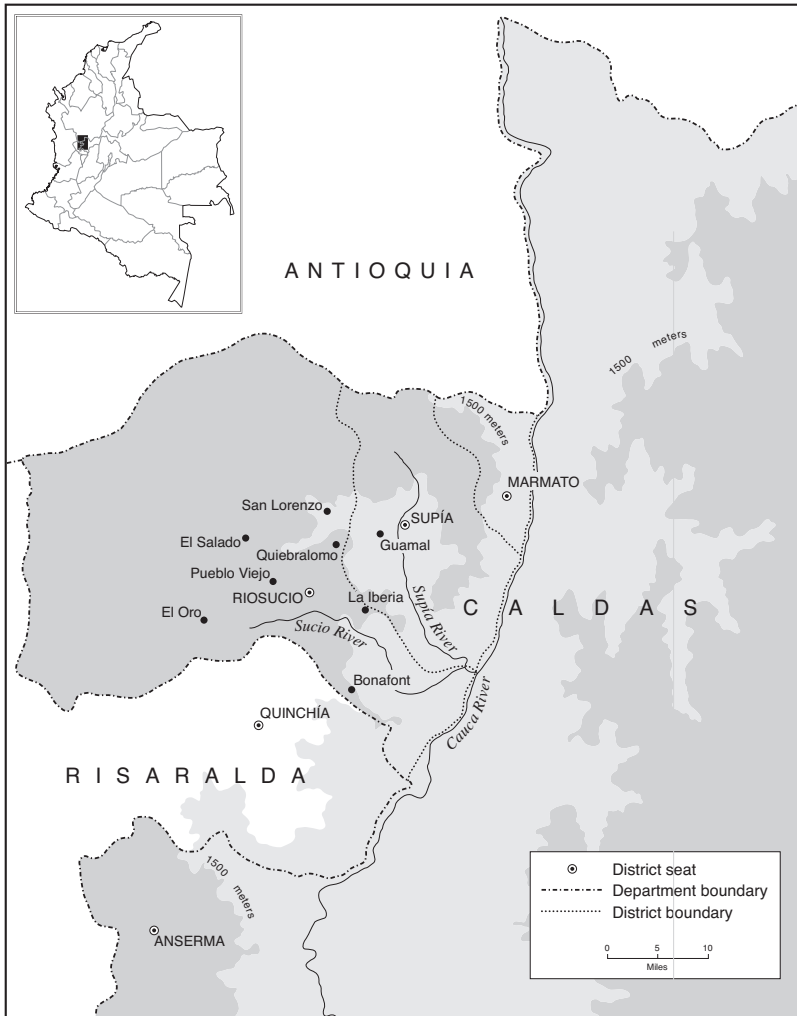 ANTIOQUIA
1500 meters
1500 meters
MARMATO
San Lorenzo
SUPÍA
El Salado
Quiebralomo
Guamal
Pueblo Viejo
RIOSUCIO
La Iberia
CALDAS
El Oro
Sucio River
Supía River
Bonafont
Cauca River
QUINCHÍA
RISARALDA
1500 meters
ANSERMA
District seat
Department boundary
District boundary
0 5 10
Miles